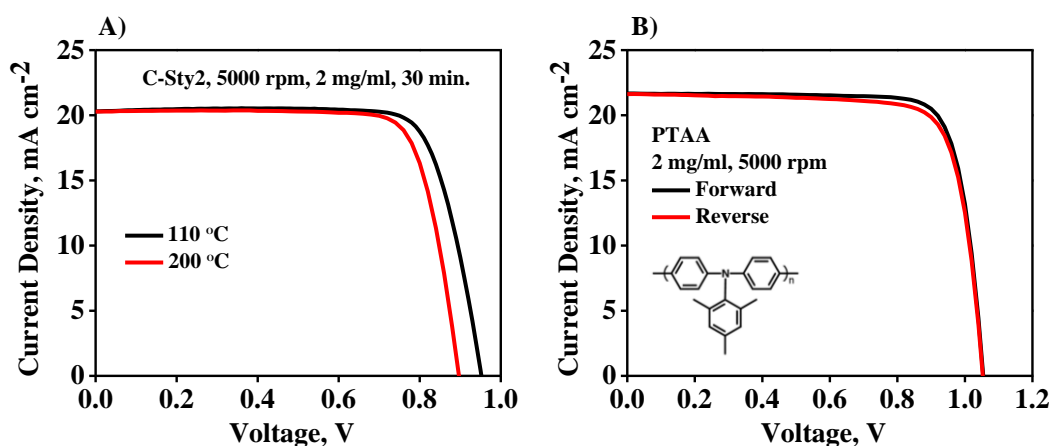 A)
Current Density, mA cm-2
25
20
15
10
5
0
C-Sty2, 5000 rpm, 2 mg/ml, 30 min.
110 °C
200 °C
0.0 0.2 0.4 0.6 0.8 1.0
Voltage, V
B)
Current Density, mA cm-2
25
20
15
10
5
0
PTAA
2 mg/ml, 5000 rpm
Forward
Reverse
N
n
0.0 0.2 0.4 0.6 0.8 1.0 1.2
Voltage, V